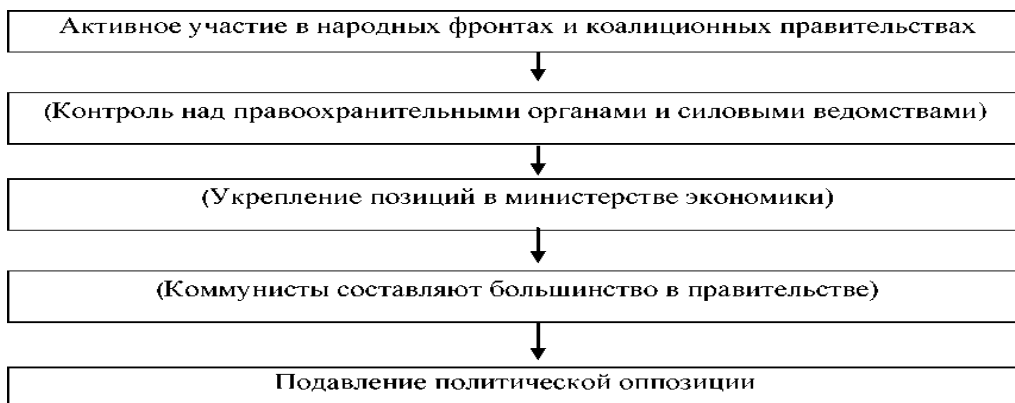 Активное участие в народных фронтах и коалиционных правительствах
(Контроль над правоохранительными органами и силовыми ведомствами)
(Укрепление позиций в министерстве экономики)
(Коммунисты составляют большинство в правительстве)
Подавление политической оппозиции